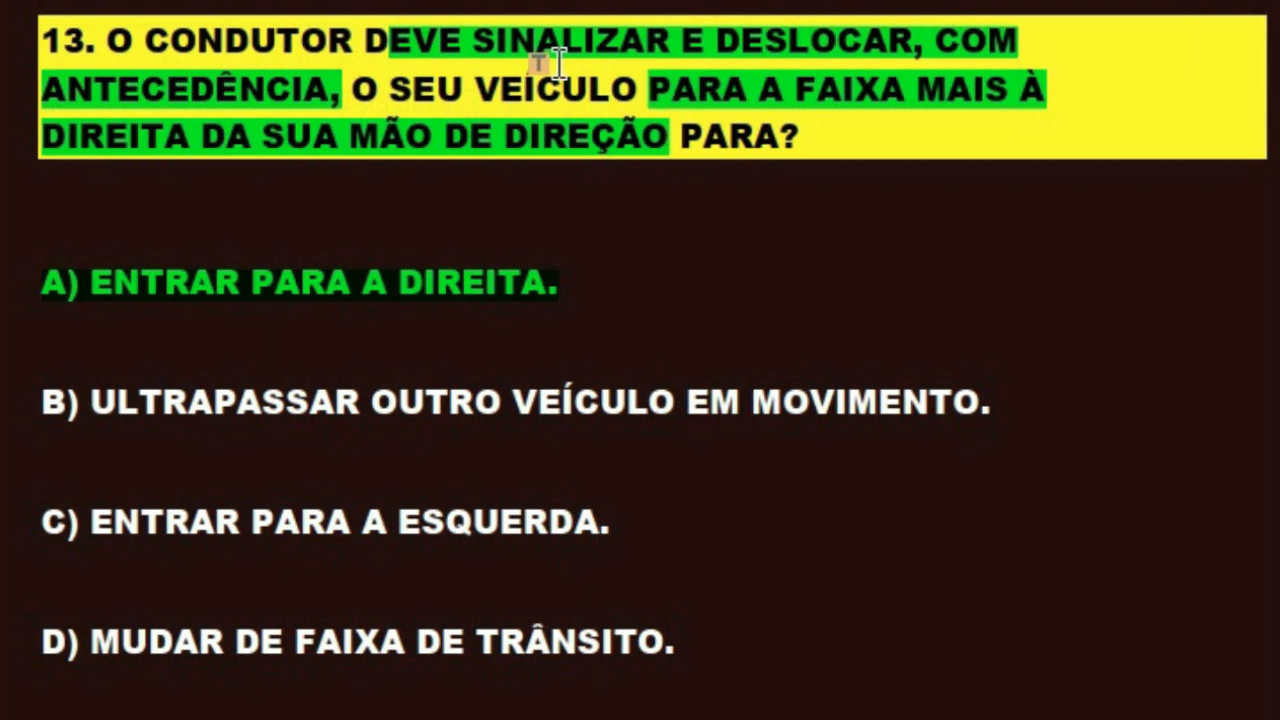 13. O CONDUTOR DEVE SINALIZAR E DESLOCAR, COM
ANTECEDÊNCIA, O SEU VEÍCULO PARA A FAIXA MAIS À
DIREITA DA SUA MÃO DE DIREÇÃO PARA?
A) ENTRAR PARA A DIREITA.
B) ULTRAPASSAR OUTRO VEÍCULO EM MOVIMENTO.
C) ENTRAR PARA A ESQUERDA.
D) MUDAR DE FAIXA DE TRÂNSITO.